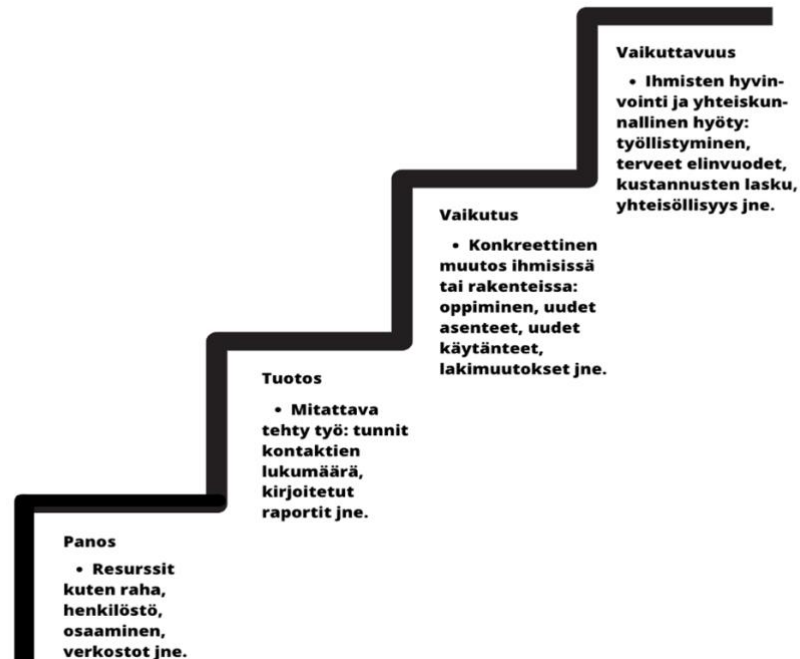 Vaikuttavuus
• Ihmisten hyvin-
vointi ja yhteiskun-
nallinen hyöty:
työllistyminen,
terveet elinvuodet,
kustannusten lasku,
yhteisöllisyys jne.
Vaikutus
• Konkreettinen
muutos ihmisissä
tai rakenteissa:
oppiminen, uudet
asenteet, uudet
käytänteet,
lakimuutokset jne.
Tuotos
• Mitattava
tehty työ: tunnit
kontaktien
lukumäärä,
kirjoitetut
raportit jne.
Panos
• Resurssit
kuten raha,
henkilöstö,
osaaminen,
verkostot jne.